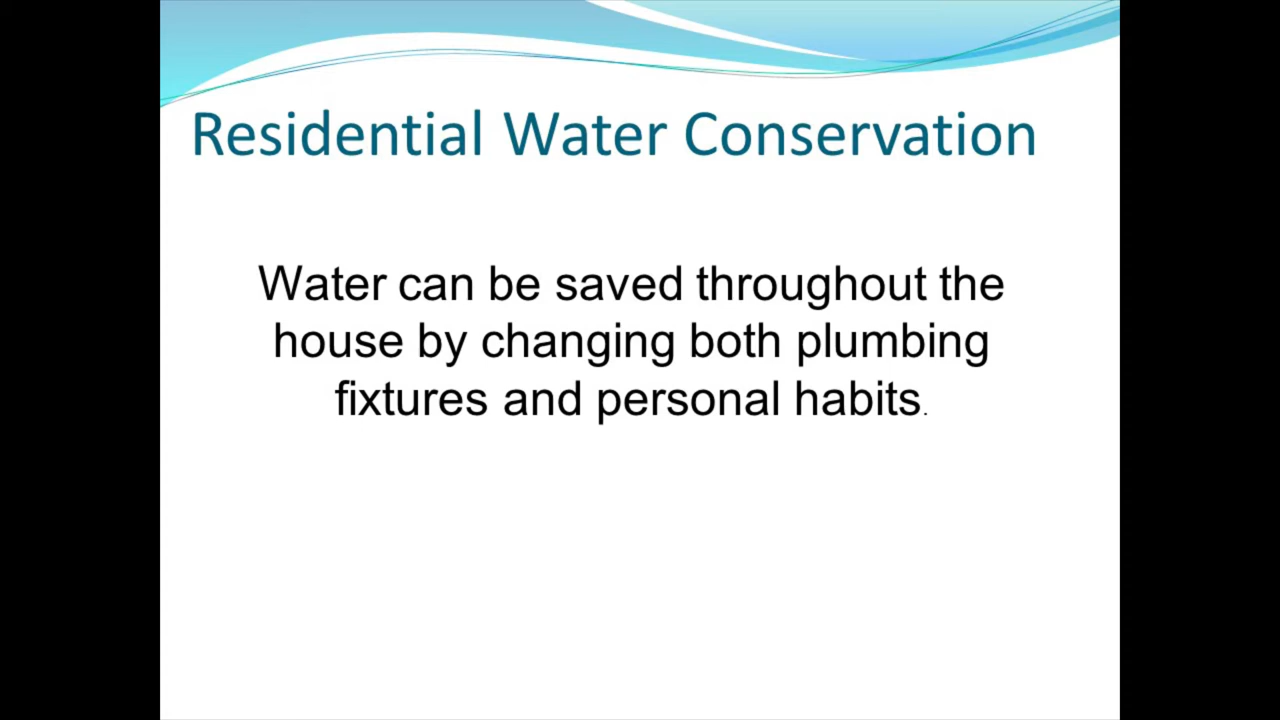 Residential Water Conservation
Water can be saved throughout the
house by changing both plumbing
fixtures and personal habits.